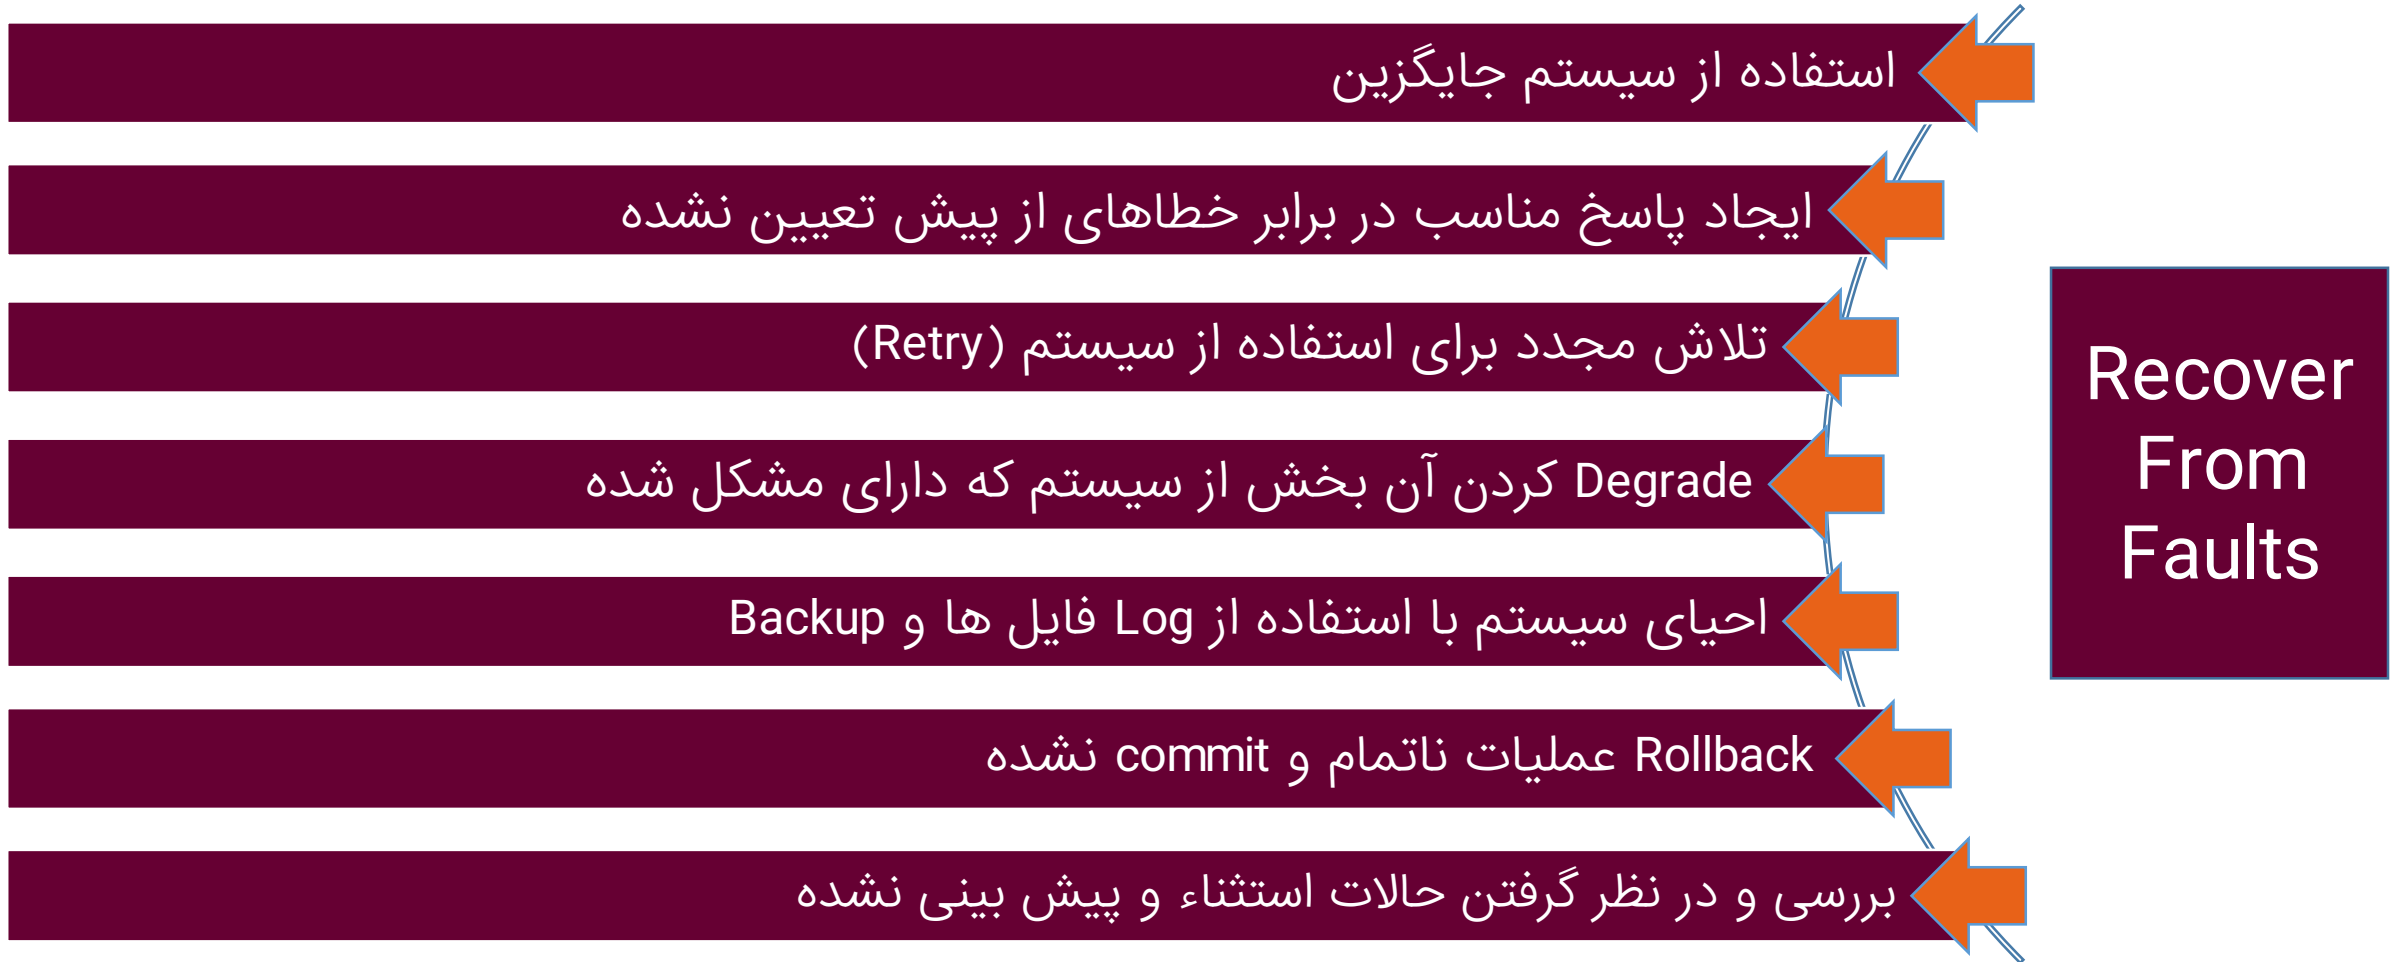 استفاده از سیستم جایگزین
ایجاد پاسخ مناسب در برابر خطاهای از پیش تعیین نشده
تلاش مجدد برای استفاده از سیستم (Retry)
Degrade کردن آن بخش از سیستم که دارای مشکل شده
احیای سیستم با استفاده از Log فایل ها و Backup
Rollback عملیات ناتمام و commit نشده
بررسی و در نظر گرفتن حالات استثناء و پیش بینی نشده
Recover
From
Faults